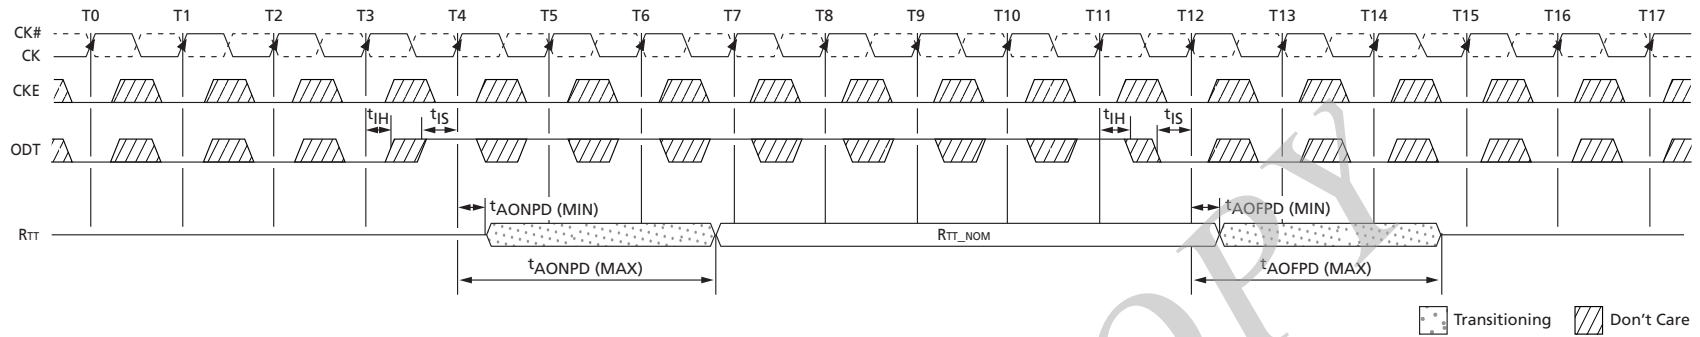 T0 T1 T2 T3 T4 T5 T6 T7 T8 T9 T10 T11 T12 T13 T14 T15 T16 T17
CK#
CK
CKE
tIH tIS tIH tIS
ODT
tAONPD (MIN) tAOFPD (MIN)
RTT RTT_NOM
tAONPD (MAX) tAOFPD (MAX)
Transitioning Don't Care
OPY